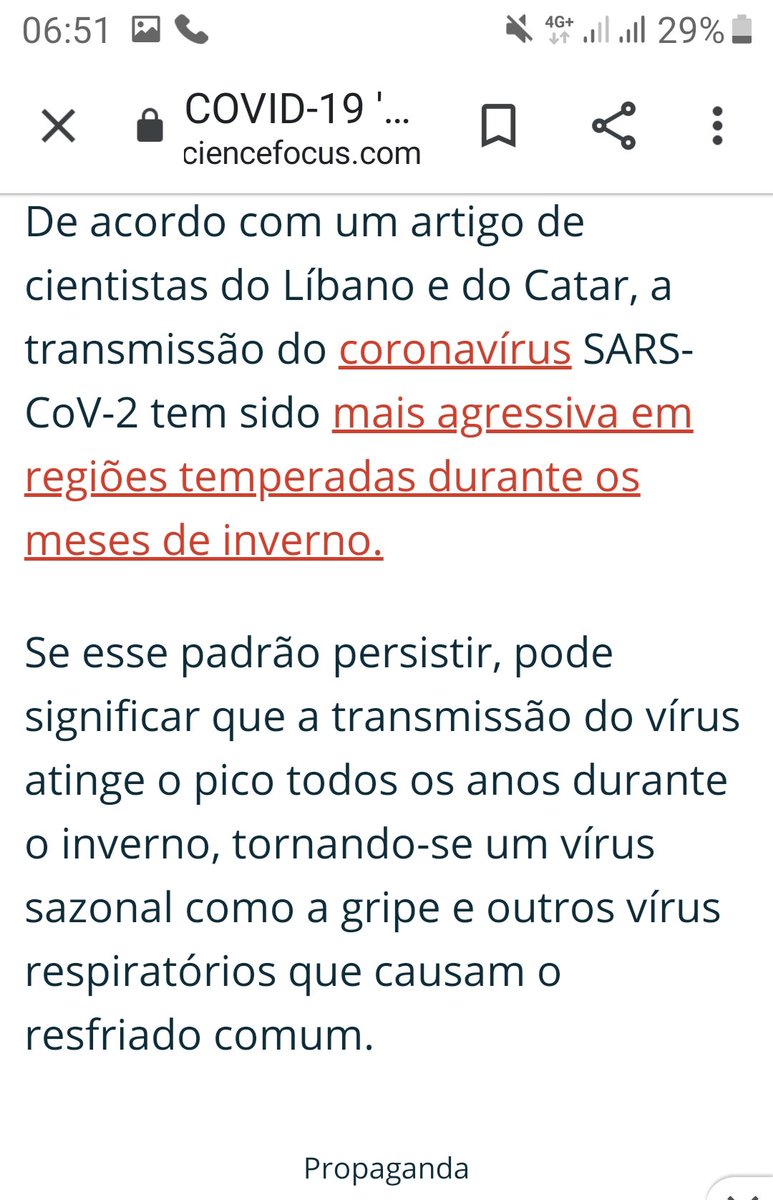 06:51 4G+ 29%
COVID-19 '...
ciencefocus.com
De acordo com um artigo de
cientistas do Líbano e do Catar, a
transmissão do coronavírus SARS-
CoV-2 tem sido mais agressiva em
regiões temperadas durante os
meses de inverno.
Se esse padrão persistir, pode
significar que a transmissão do vírus
atinge o pico todos os anos durante
o inverno, tornando-se um vírus
sazonal como a gripe e outros vírus
respiratórios que causam o
resfriado comum.
Propaganda